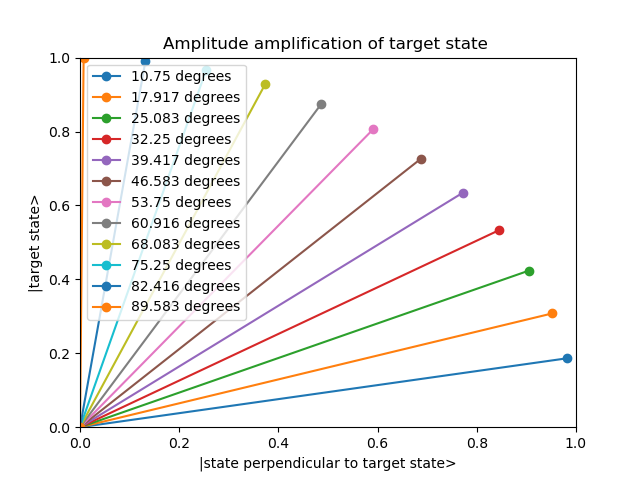 Amplitude amplification of target state
1.0
0.8
0.6
0.4
0.2
0.0
|target state>
10.75 degrees
17.917 degrees
25.083 degrees
32.25 degrees
39.417 degrees
46.583 degrees
53.75 degrees
60.916 degrees
68.083 degrees
75.25 degrees
82.416 degrees
89.583 degrees
0.0 0.2 0.4 0.6 0.8 1.0
|state perpendicular to target state>